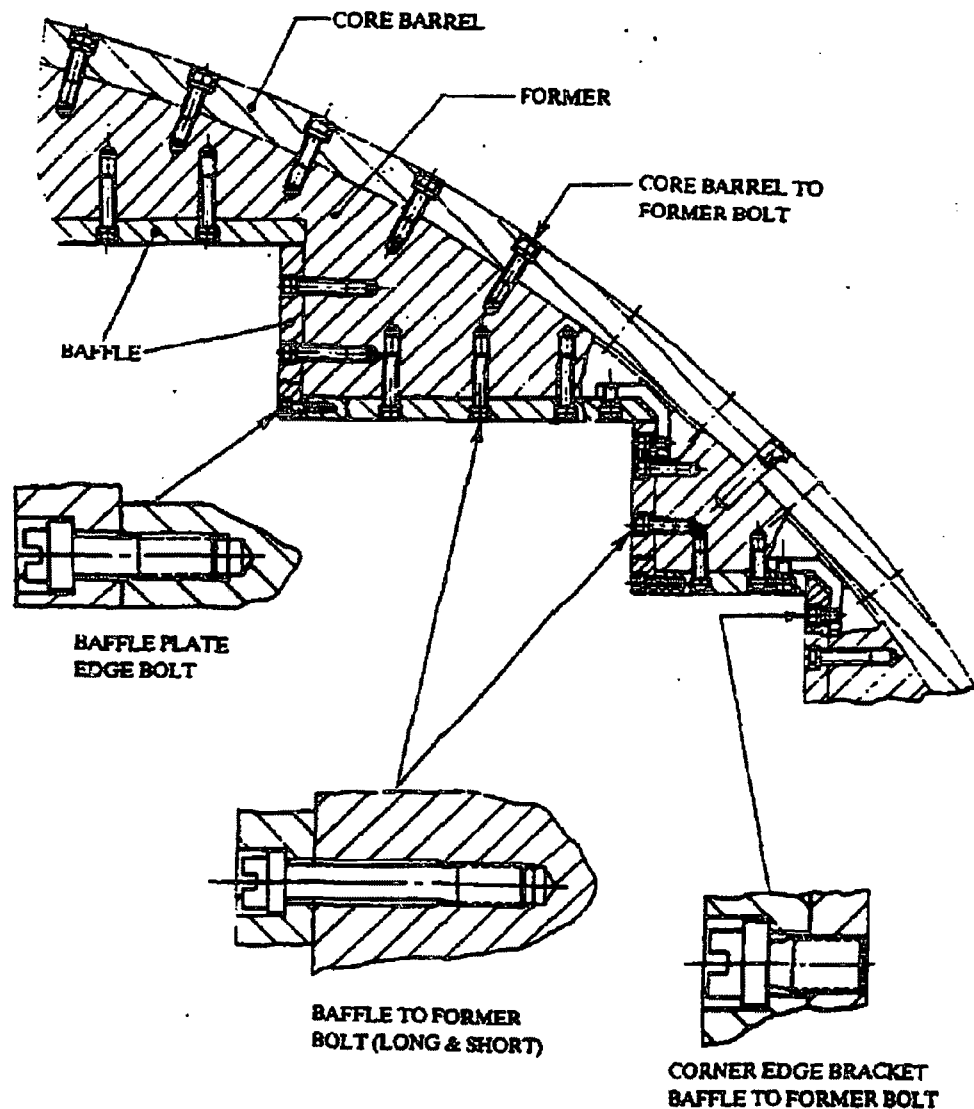 CORE BARREL
FORMER
CORE BARREL TO
FORMER BOLT
BAFFLE
BAFFLE PLATE
EDGE BOLT
BAFFLE TO FORMER
BOLT (LONG & SHORT)
CORNER EDGE BRACKET
BAFFLE TO FORMER BOLT